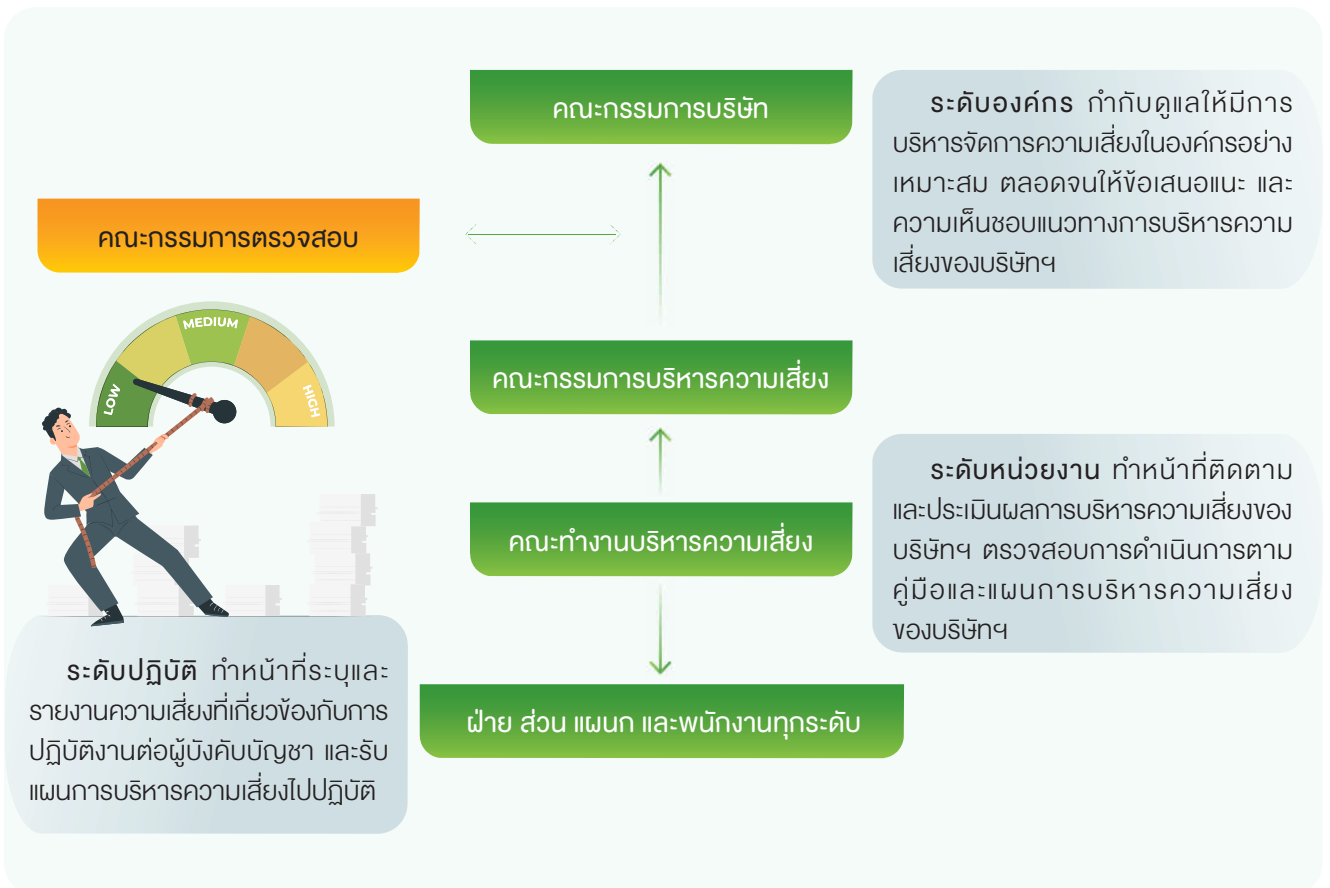 คณะกรรมการบริษัท
ระดับองค์กร กำกับดูแลให้มีการ
บริหารจัดการความเสี่ยงในองค์กรอย่าง
เหมาะสม ตลอดจนให้ข้อเสนอแนะ และ
ความเห็นชอบแนวทางการบริหารความ
เสี่ยงของบริษัทฯ
คณะกรรมการตรวจสอบ
LOW
MEDIUM
HIGH
คณะกรรมการบริหารความเสี่ยง
คณะทำงานบริหารความเสี่ยง
ระดับหน่วยงาน ทำหน้าที่ติดตาม
และประเมินผลการบริหารความเสี่ยงของ
บริษัทฯ ตรวจสอบการดำเนินการตาม
คู่มือและแผนการบริหารความเสี่ยง
ของบริษัทฯ
ระดับปฏิบัติ ทำหน้าที่ระบุและ
รายงานความเสี่ยงที่เกี่ยวข้องกับการ
ปฏิบัติงานต่อผู้บังคับบัญชา และรับ
แผนการบริหารความเสี่ยงไปปฏิบัติ
ฝ่าย ส่วน แผนก และพนักงานทุกระดับ